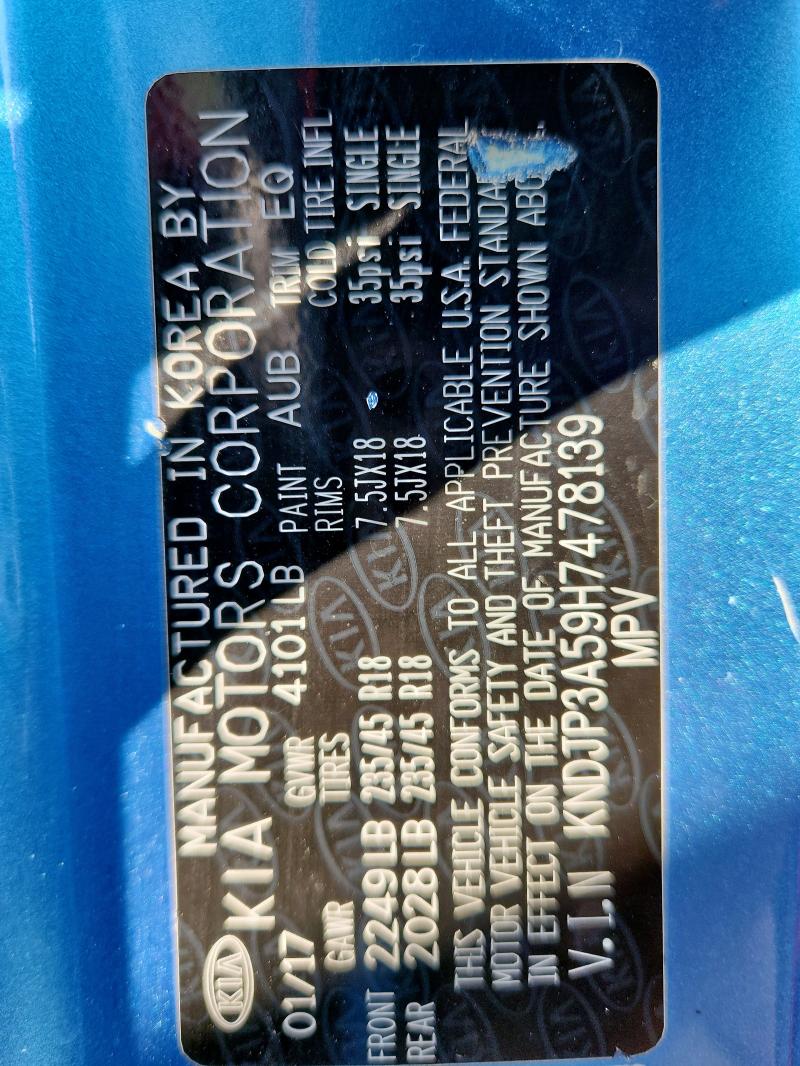 MANUFACTURED IN KOREA BY
KIA KIA MOTORS CORPORATION
01/17 GVWR 4101LB PAINT AUB TRIM EQ
GAWR TIRES RIMS COLD TIRE INFL
FRONT 2249LB 235/45 R18 7.5JX18 35psi SINGLE
REAR 2028LB 235/45 R18 7.5JX18 35psi SINGLE
THIS VEHICLE CONFORMS TO ALL APPLICABLE U.S.A. FEDERAL
MOTOR VEHICLE SAFETY AND THEFT PREVENTION STANDA
IN EFFECT ON THE DATE OF MANUFACTURE SHOWN ABO
V.I.N KNDJP3A59H7478139
MPV